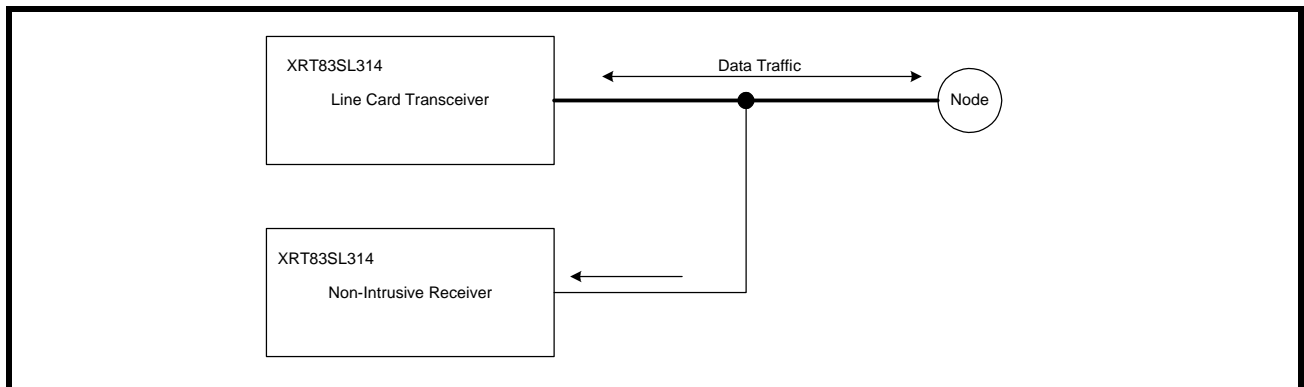 XRT83SL314
Line Card Transceiver
Data Traffic
Node
XRT83SL314
Non-Intrusive Receiver